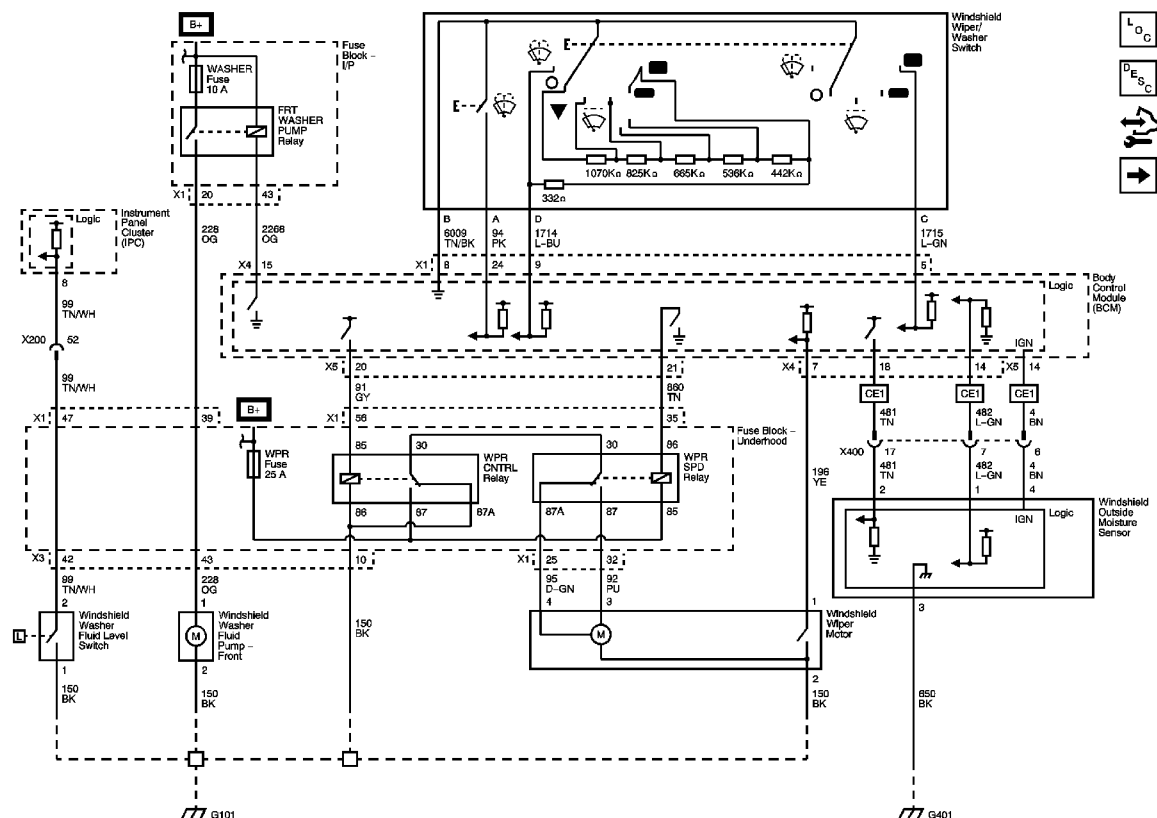 B+
Fuse
Block –
I/P
WASHER
Fuse
10 A
FRT
WASHER
PUMP
Relay
X1 20 43
228
OG
2268
OG
X4 15
Windshield
Wiper/
Washer
Switch
1070KΩ 825KΩ 665KΩ 536KΩ 442KΩ
332Ω
B A D C
6009
TN/BK
94
PK
1714
L–BU
1715
L–GN
X1 8 24 9 5
L O C
D E S C
Logic
Instrument
Panel
Cluster
(IPC)
8
99
TN/WH
X200 52
99
TN/WH
Logic
Body
Control
Module
(BCM)
IGN
X5 20 21 X4 7 18 14 X5 14
91
GY
860
TN
CE1 CE1 CE1
481
TN
482
L–GN
4
BN
X400 17 7 6
481
TN
482
L–GN
4
BN
2 1 4
B+
X1 47 39 X1 56 35
Fuse Block –
Underhood
WPR
Fuse
25 A
85 30
WPR
CNTRL
Relay
86 87 87A
30 86
WPR
SPD
Relay
87A 87 85
196
YE
IGN
Logic
Windshield
Outside
Moisture
Sensor
3
X3 42 43 10 X1 25 32
99
TN/WH
228
OG
95
D–GN
92
PU
2
L
Windshield
Washer
Fluid Level
Switch
1
1
M
Windshield
Washer
Fluid
Pump –
Front
2
4 3 1
M
Windshield
Wiper
Motor
2
150
BK
150
BK
150
BK
150
BK
650
BK
G101
G401